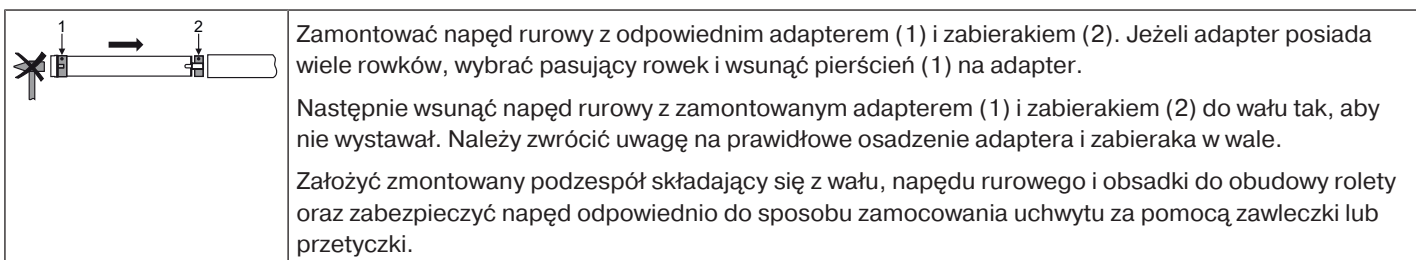 1 2
Zamontować napęd rurowy z odpowiednim adapterem (1) i zabierakiem (2). Jeżeli adapter posiada
wiele rowków, wybrać pasujący rowek i wsunąć pierścień (1) na adapter.
Następnie wsunąć napęd rurowy z zamontowanym adapterem (1) i zabierakiem (2) do wału tak, aby
nie wystawał. Należy zwrócić uwagę na prawidłowe osadzenie adaptera i zabieraka w wale.
Założyć zmontowany podzespół składający się z wału, napędu rurowego i obsadki do obudowy rolety
oraz zabezpieczyć napęd odpowiednio do sposobu zamocowania uchwytu za pomocą zawleczki lub
przetyczki.